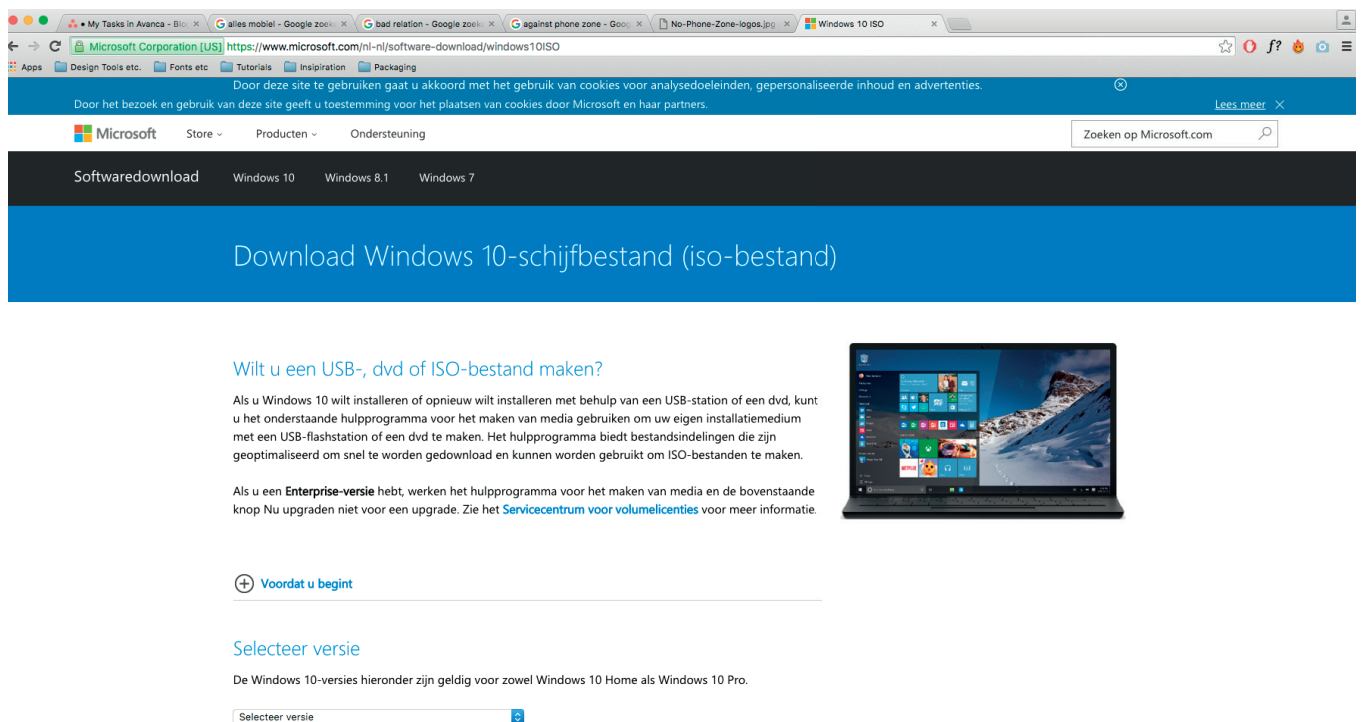 • My Tasks in Avanca - Blog
alles mobiel - Google zoek
bad relation - Google zoek
against phone zone - Goog
No-Phone-Zone-logos.jpg
Windows 10 ISO
Microsoft Corporation [US] https://www.microsoft.com/nl-nl/software-download/windows10ISO
f?
Apps Design Tools etc. Fonts etc Tutorials Insipiration Packaging
Door deze site te gebruiken gaat u akkoord met het gebruik van cookies voor analysedoeleinden, gepersonaliseerde inhoud en advertenties.
Door het bezoek en gebruik van deze site geeft u toestemming voor het plaatsen van cookies door Microsoft en haar partners.
Lees meer
Microsoft Store Producten Ondersteuning
Zoeken op Microsoft.com
Softwaredownload Windows 10 Windows 8.1 Windows 7
Download Windows 10-schijfbestand (iso-bestand)
Wilt u een USB-, dvd of ISO-bestand maken?
Als u Windows 10 wilt installeren of opnieuw wilt installeren met behulp van een USB-station of een dvd, kunt
u het onderstaande hulpprogramma voor het maken van media gebruiken om uw eigen installatiemedium
met een USB-flashstation of een dvd te maken. Het hulpprogramma biedt bestandsindelingen die zijn
geoptimaliseerd om snel te worden gedownload en kunnen worden gebruikt om ISO-bestanden te maken.
Als u een Enterprise-versie hebt, werken het hulpprogramma voor het maken van media en de bovenstaande
knop Nu upgraden niet voor een upgrade. Zie het Servicecentrum voor volumelicenties voor meer informatie.
NETFLIX
Voordat u begint
Selecteer versie
De Windows 10-versies hieronder zijn geldig voor zowel Windows 10 Home als Windows 10 Pro.
Selecteer versie